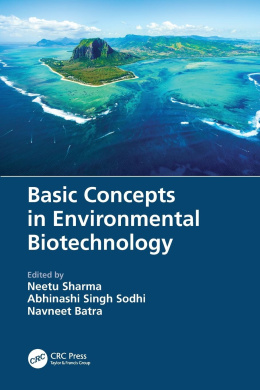 Basic Concepts
in Environmental
Biotechnology
Edited by
Neetu Sharma
Abhinashi Singh Sodhi
Navneet Batra
CRC
CRC Press
Taylor & Francis Group